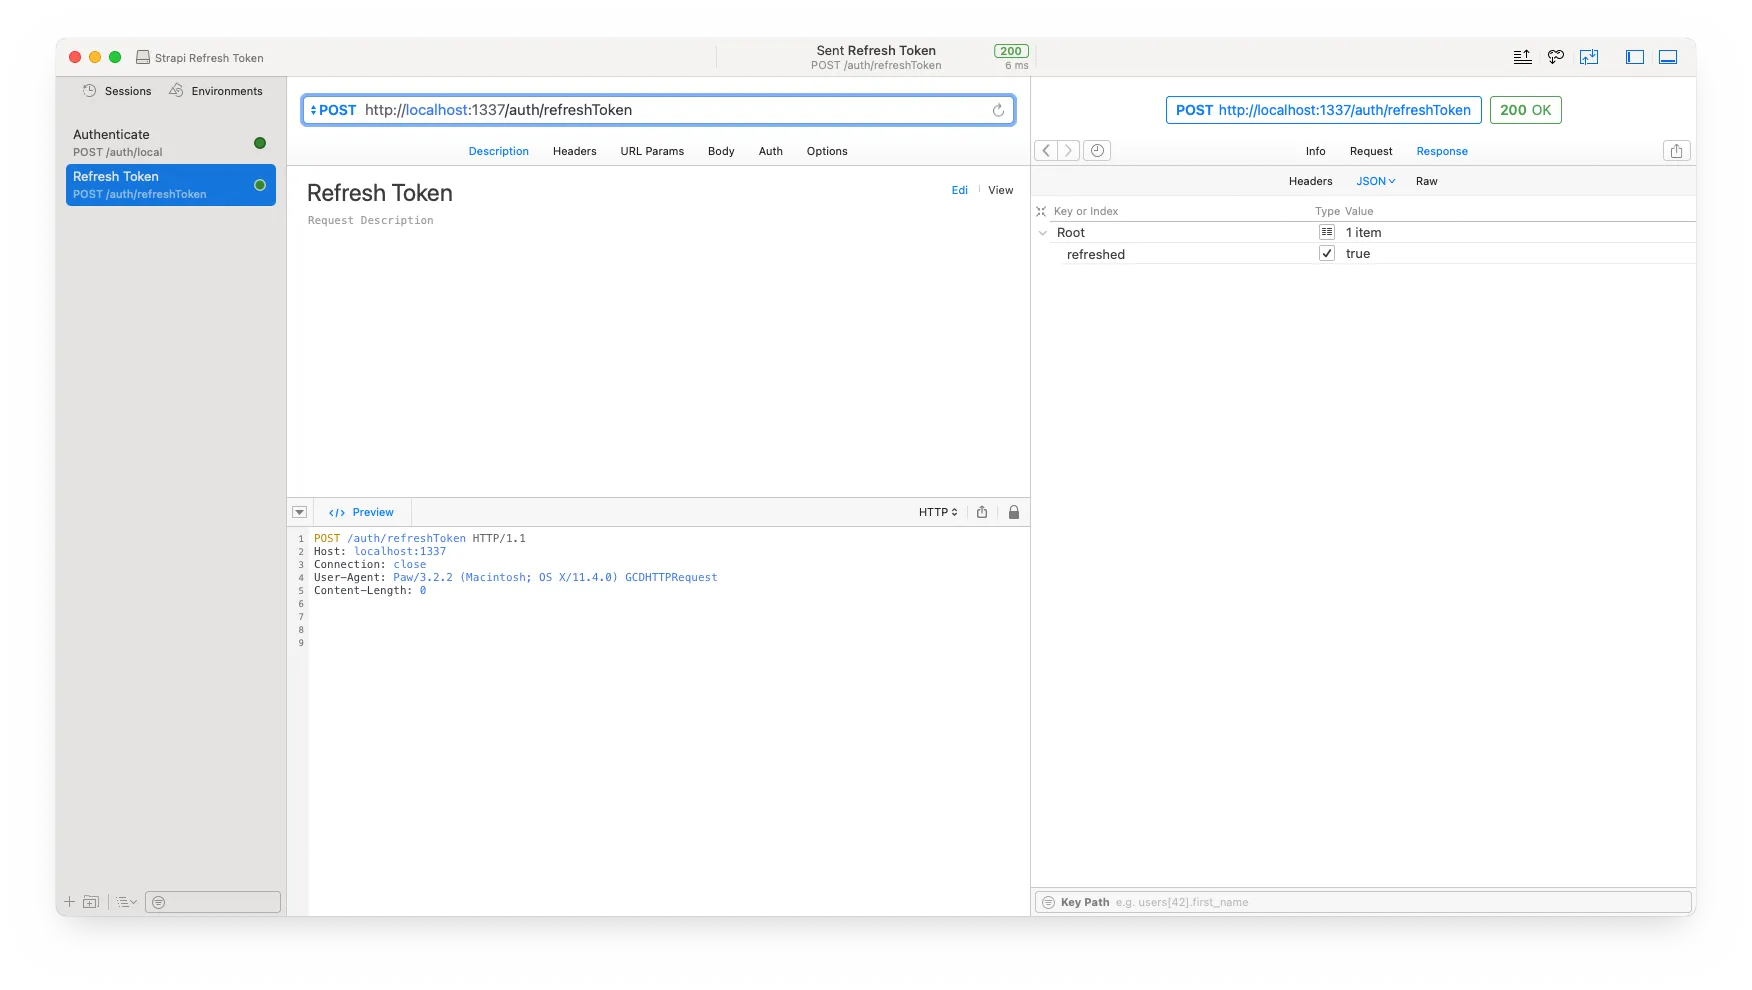 Strapi Refresh Token
Sent Refresh Token
POST /auth/refreshToken
200
6 ms
Sessions
Environments
Authenticate
POST /auth/local
Refresh Token
POST /auth/refreshToken
POST http://localhost:1337/auth/refreshToken
Description Headers URL Params Body Auth Options
Refresh Token
Edi View
Request Description
</> Preview
HTTP
1 POST /auth/refreshToken HTTP/1.1
2 Host: localhost:1337
3 Connection: close
4 User-Agent: Paw/3.2.2 (Macintosh; OS X/11.4.0) GCDHTTPRequest
5 Content-Length: 0
6
7
8
9
POST http://localhost:1337/auth/refreshToken
200 OK
Info Request Response
Headers JSON Raw
Key or Index Type Value
Root 1 item
refreshed true
Key Path e.g. users[42].first_name